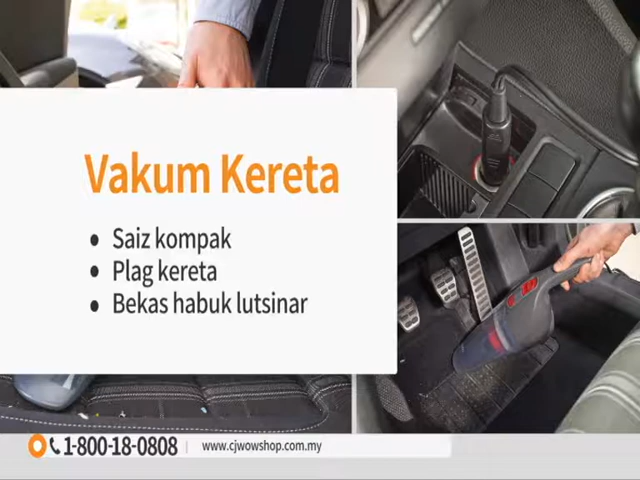 Vakum Kereta
• Saiz kompak
• Plag kereta
• Bekas habuk lutsinar
1-800-18-0808 | www.cjwowshop.com.my